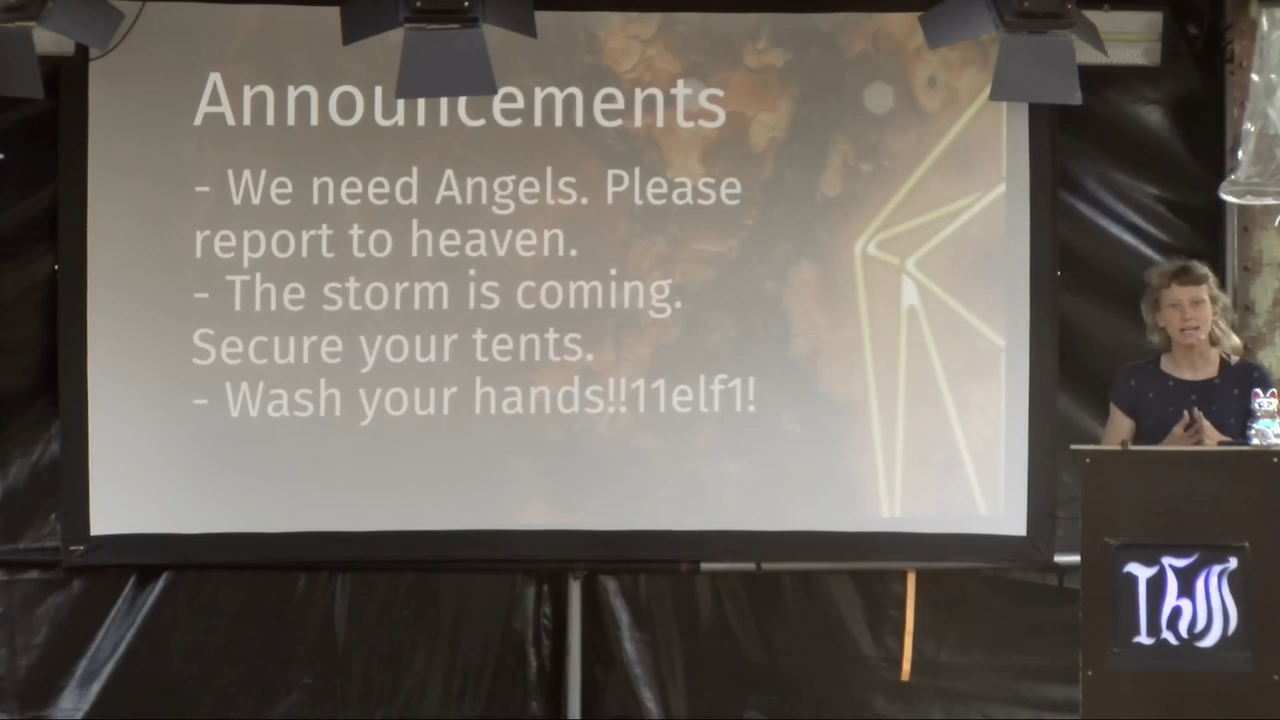 Announcements
- We need Angels. Please
report to heaven.
- The storm is coming.
Secure your tents.
- Wash your hands!!11elf1!